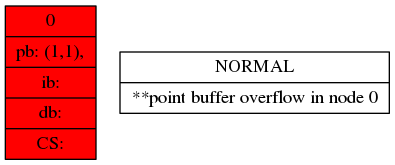 0
pb: (1,1),
ib:
db:
CS:
NORMAL
**point buffer overflow in node 0